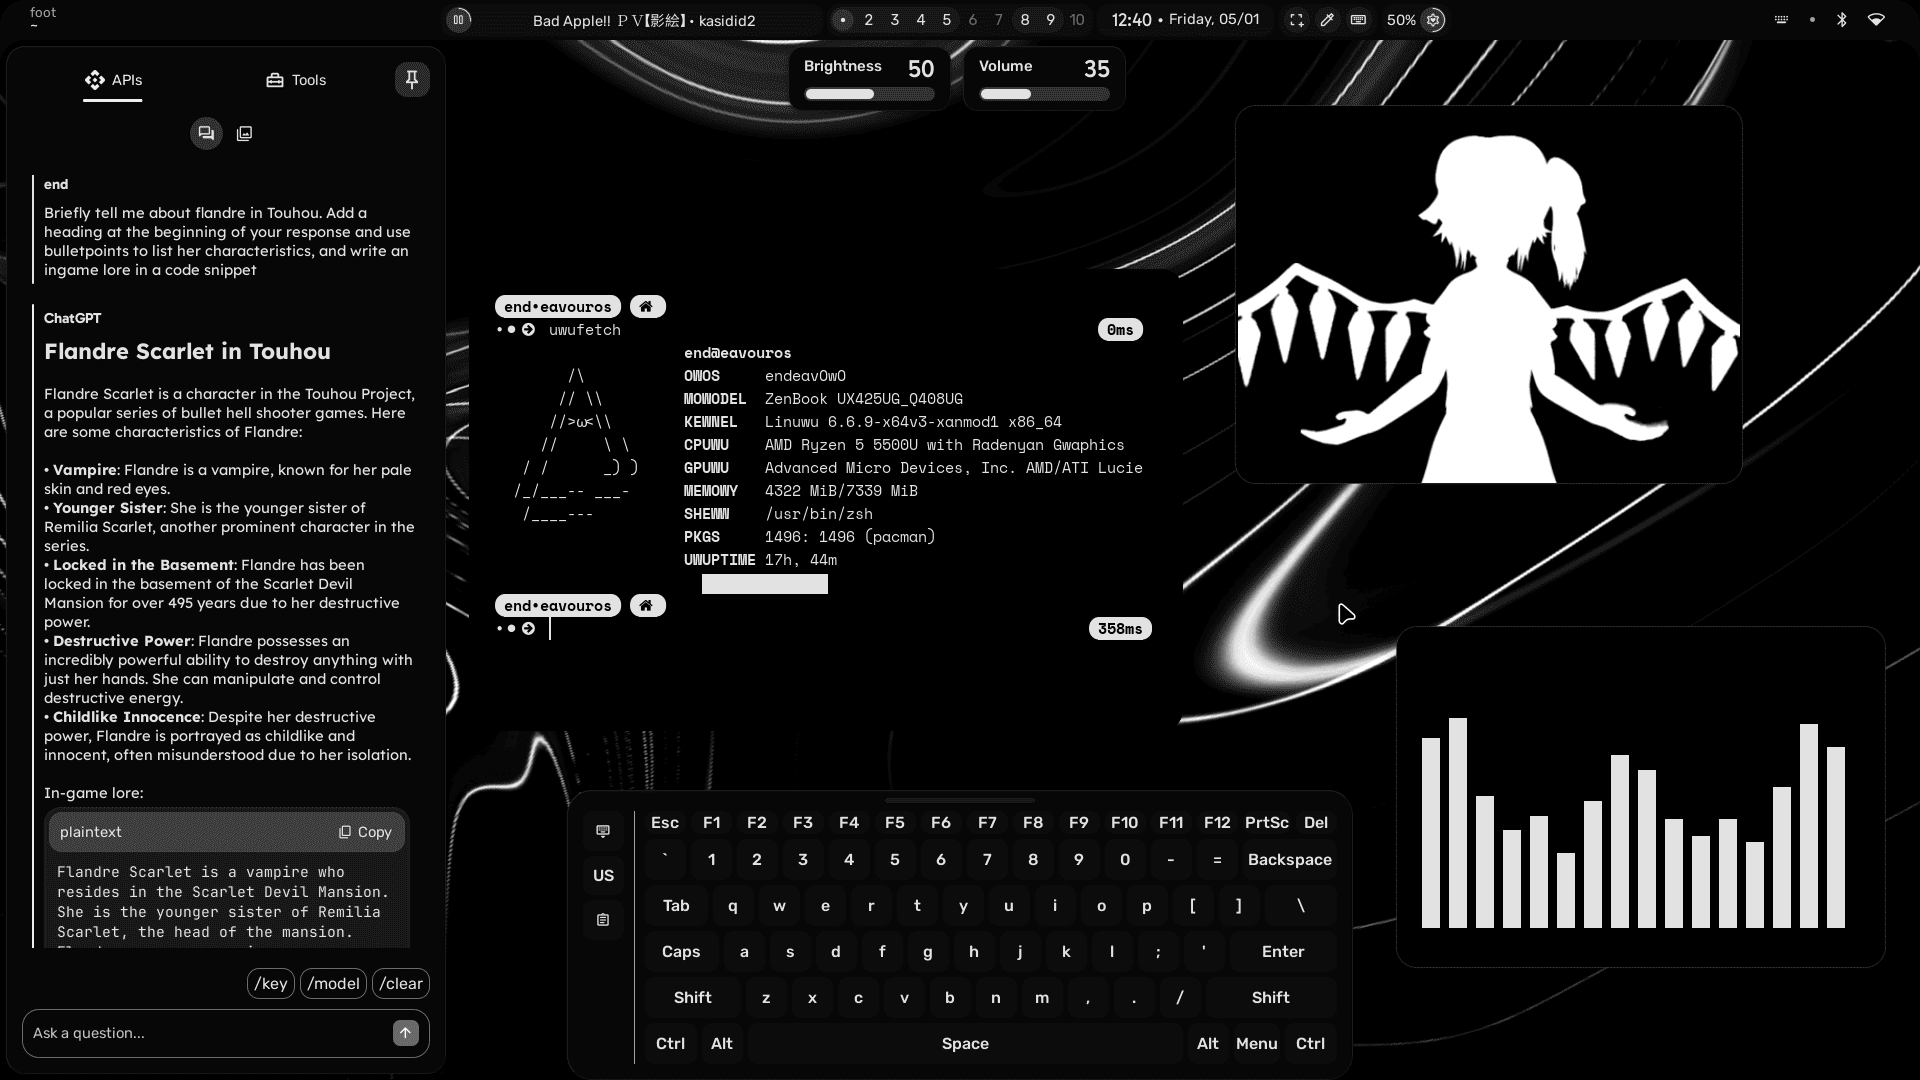 foot
~
Bad Apple!! ＰＶ【影絵】 • kasidid2
2 3 4 5 6 7 8 9 10
12:40 • Friday, 05/01
50%
APIs
Tools
Brightness 50
Volume 35
end
Briefly tell me about flandre in Touhou. Add a
heading at the beginning of your response and use
bulletpoints to list her characteristics, and write an
ingame lore in a code snippet
ChatGPT
Flandre Scarlet in Touhou
Flandre Scarlet is a character in the Touhou Project,
a popular series of bullet hell shooter games. Here
are some characteristics of Flandre:
• Vampire: Flandre is a vampire, known for her pale
skin and red eyes.
• Younger Sister: She is the younger sister of
Remilia Scarlet, another prominent character in the
series.
• Locked in the Basement: Flandre has been
locked in the basement of the Scarlet Devil
Mansion for over 495 years due to her destructive
power.
• Destructive Power: Flandre possesses an
incredibly powerful ability to destroy anything with
just her hands. She can manipulate and control
destructive energy.
• Childlike Innocence: Despite her destructive
power, Flandre is portrayed as childlike and
innocent, often misunderstood due to her isolation.
In-game lore:
plaintext
Copy
Flandre Scarlet is a vampire who
resides in the Scarlet Devil Mansion.
She is the younger sister of Remilia
Scarlet, the head of the mansion.
/key /model /clear
Ask a question...
end•eavouros
uwufetch
0ms
end@eavouros
OWOS endeavOwO
MOWODEL ZenBook UX425UG_Q408UG
KEWNEL Linuwu 6.6.9-x64v3-xanmod1 x86_64
CPUWU AMD Ryzen 5 5500U with Radenyan Gwaphics
GPUWU Advanced Micro Devices, Inc. AMD/ATI Lucie
MEMOWY 4322 MiB/7339 MiB
SHEWW /usr/bin/zsh
PKGS 1496: 1496 (pacman)
UWUPTIME 17h, 44m
/\
// \\
//>ω<\\
// \ \
/ / _) )
/_/___-- ___-
/____---
end•eavouros
358ms
Esc F1 F2 F3 F4 F5 F6 F7 F8 F9 F10 F11 F12 PrtSc Del
` 1 2 3 4 5 6 7 8 9 0 - = Backspace
US
Tab q w e r t y u i o p [ ] \
Caps a s d f g h j k l ; ' Enter
Shift z x c v b n m , . / Shift
Ctrl Alt Space Alt Menu Ctrl